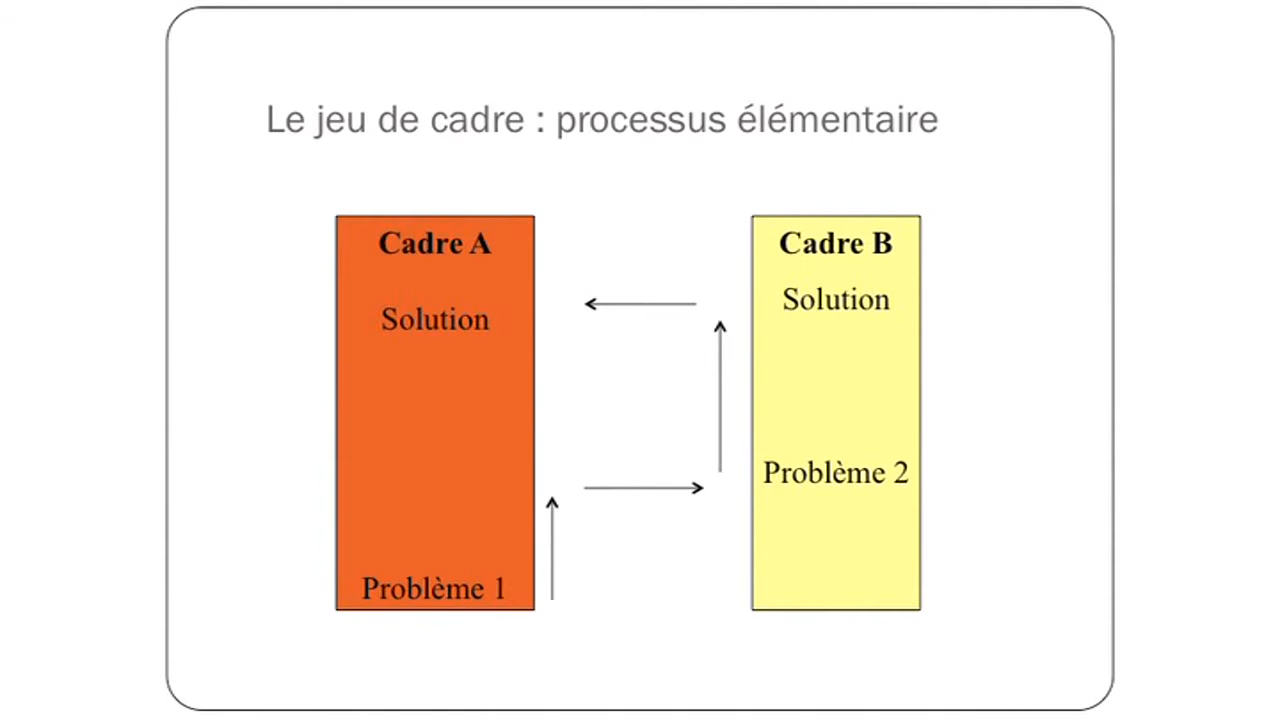 Le jeu de cadre : processus élémentaire
Cadre A
Solution
Problème 1
Cadre B
Solution
Problème 2